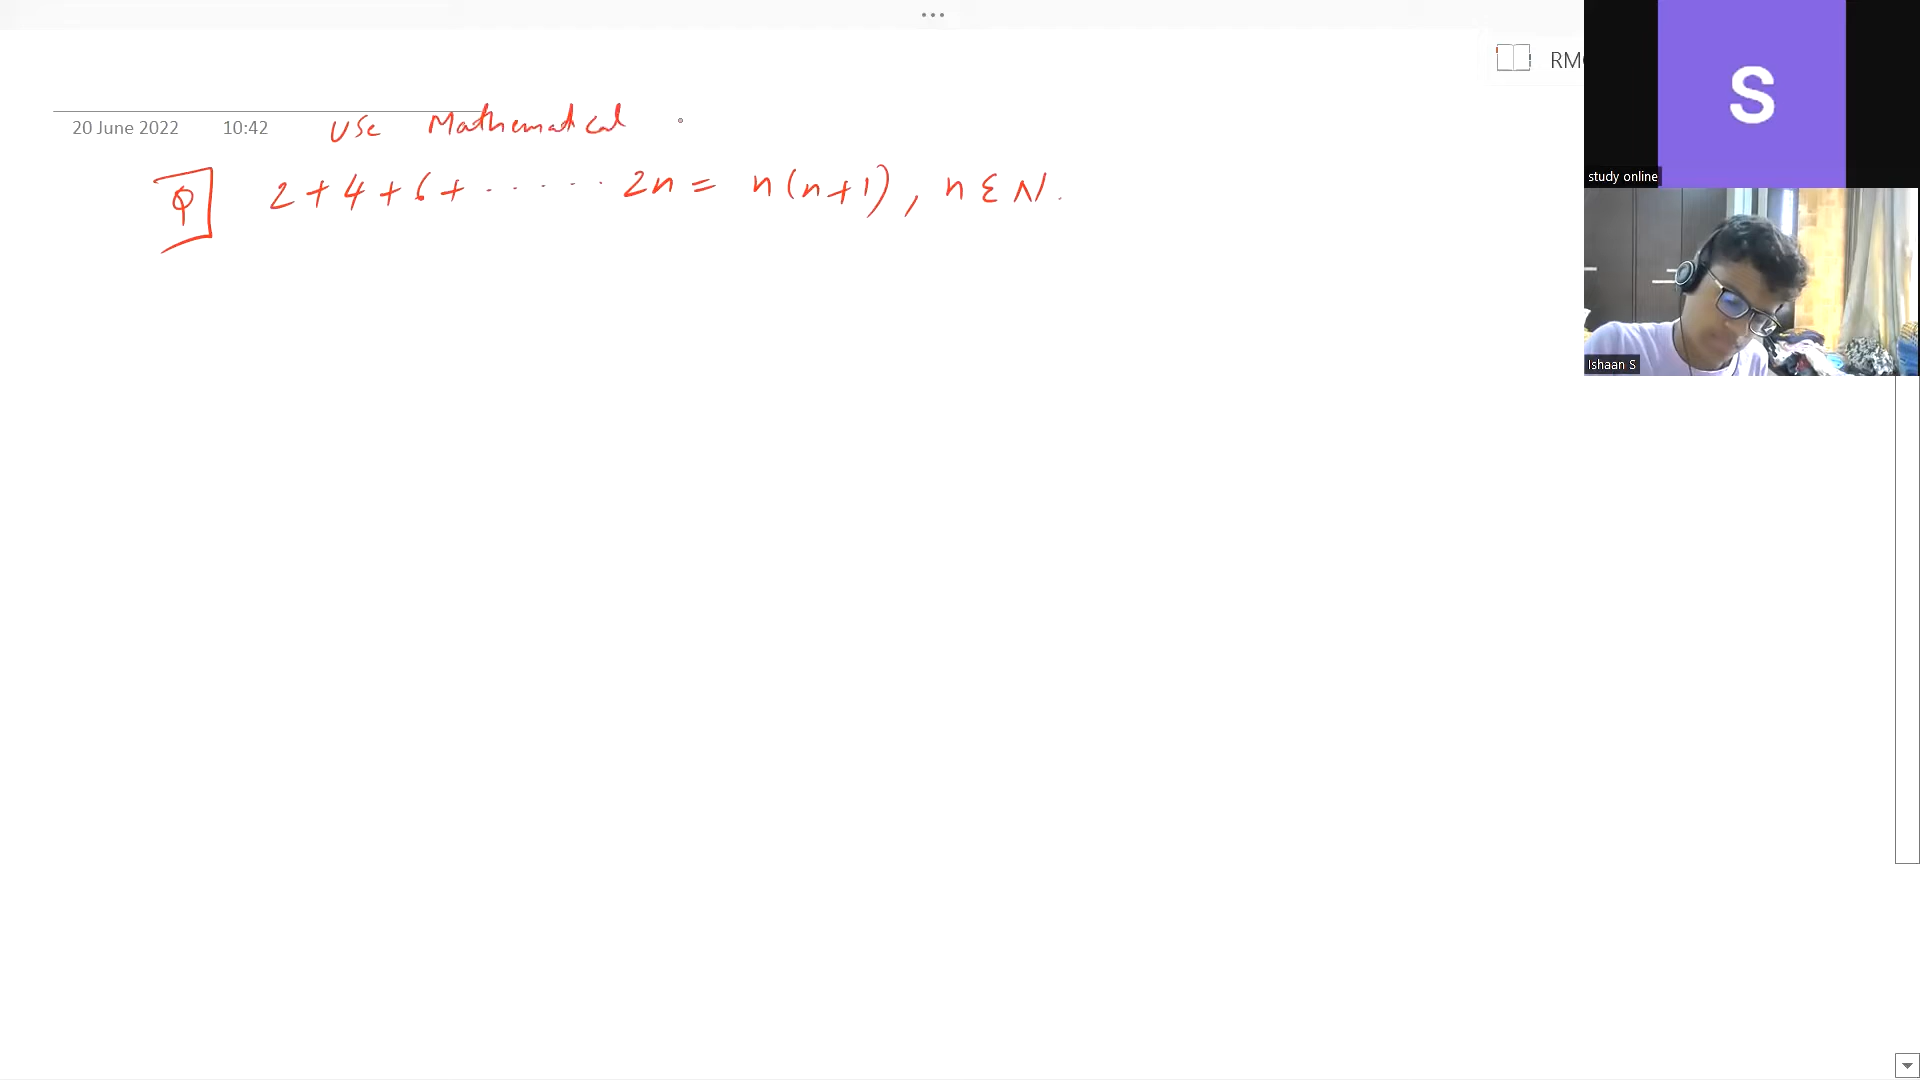 RM
20 June 2022 10:42
Use Mathematical
Q 2 + 4 + 6 + ...... 2n = n(n+1), n ∈ N.
S
study online
Ishaan S